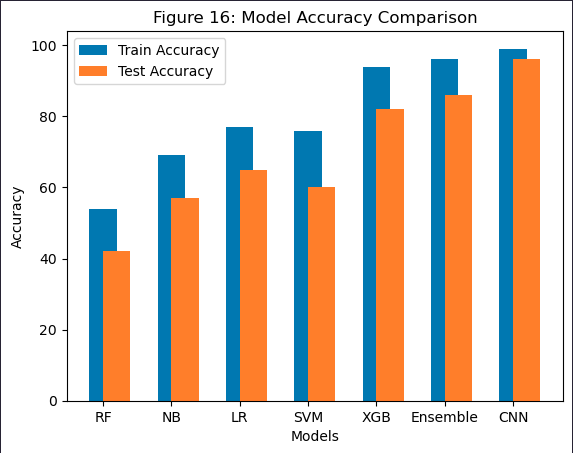 Figure 16: Model Accuracy Comparison
Train Accuracy
Test Accuracy
100
80
60
40
20
0
Accuracy
RF NB LR SVM XGB Ensemble CNN
Models